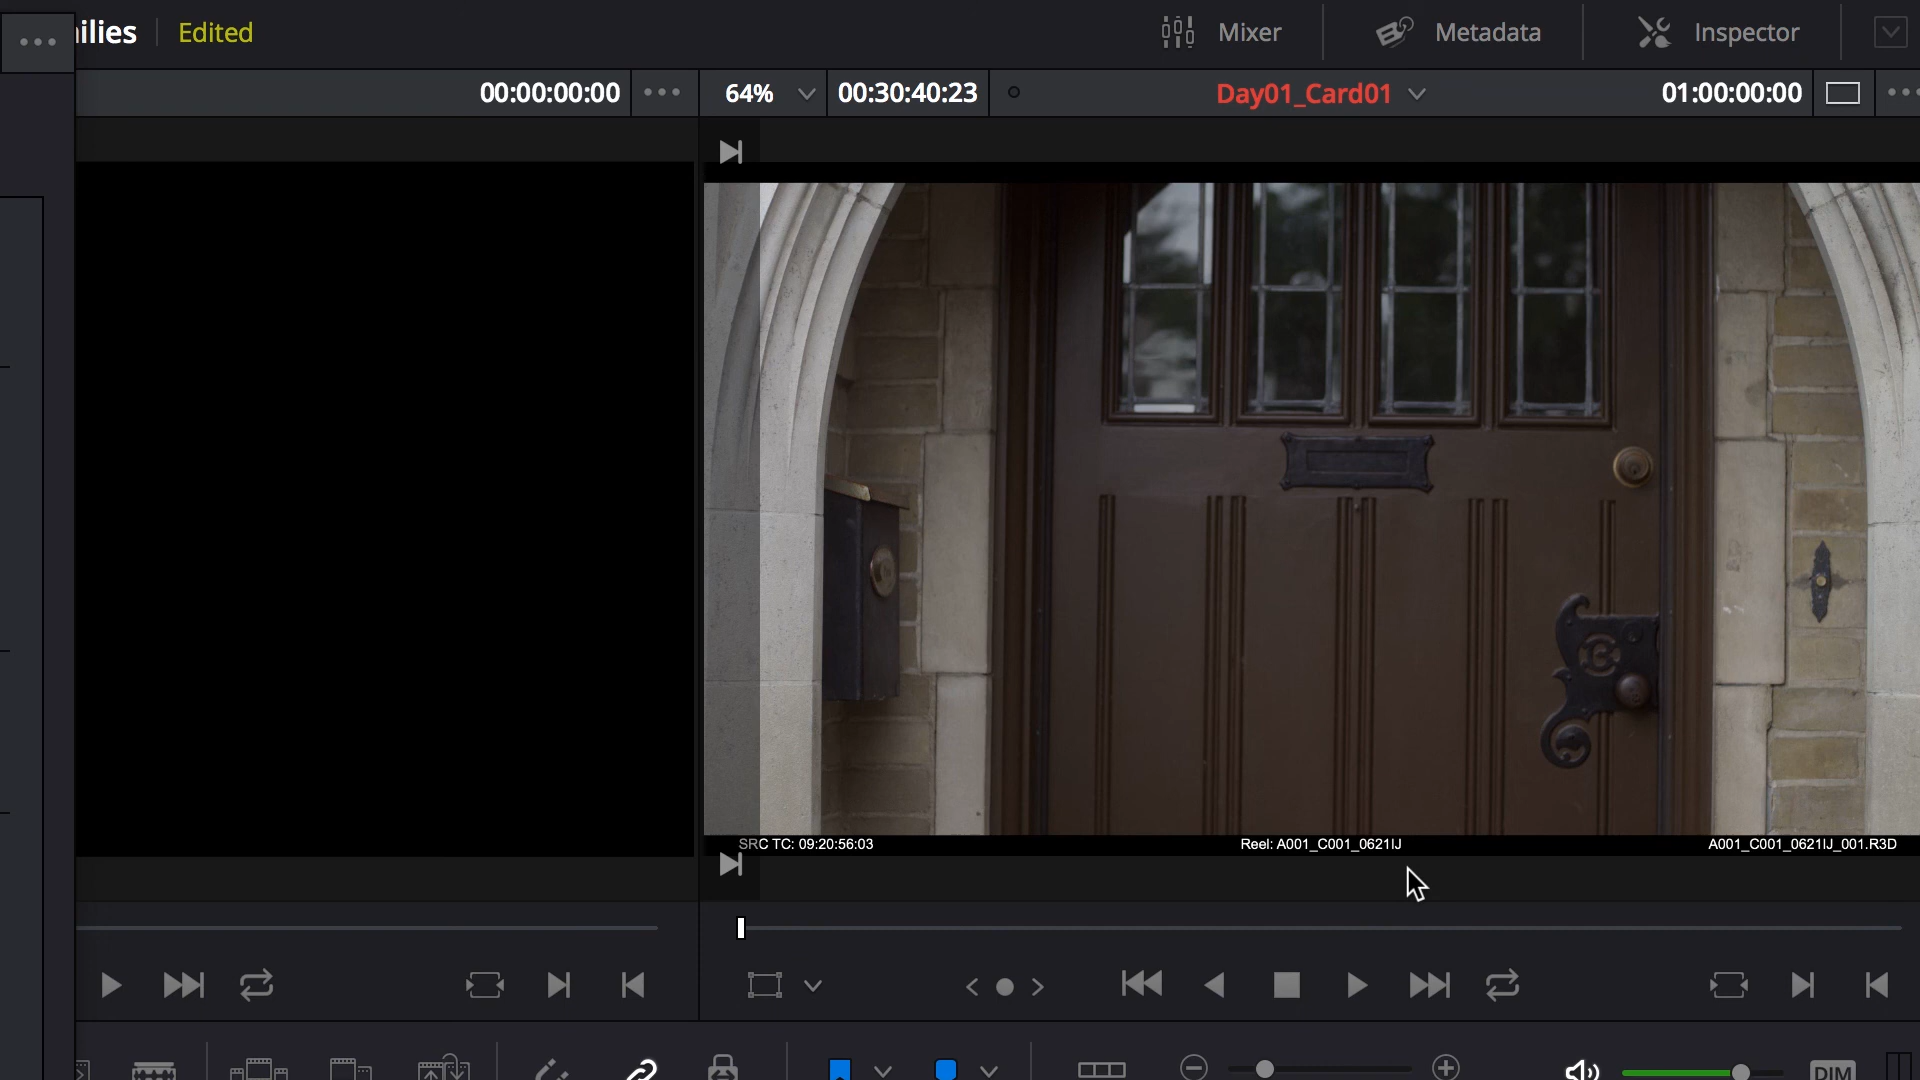 ilies
Edited
Mixer
Metadata
Inspector
00:00:00:00
64%
00:30:40:23
Day01_Card01
01:00:00:00
SRC TC: 09:20:56:03
Reel: A001_C001_0621IJ
A001_C001_0621IJ_001.R3D
DIM